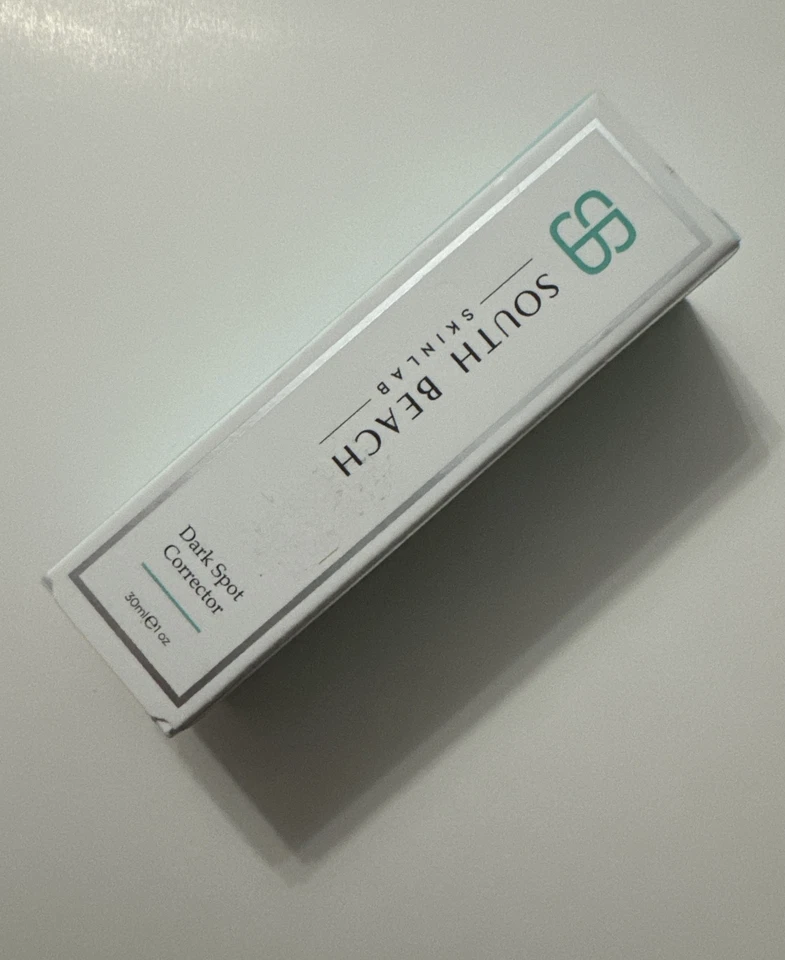 SOUTH BEACH
SKINLAB
Dark Spot
Corrector
30ml℮1 oz